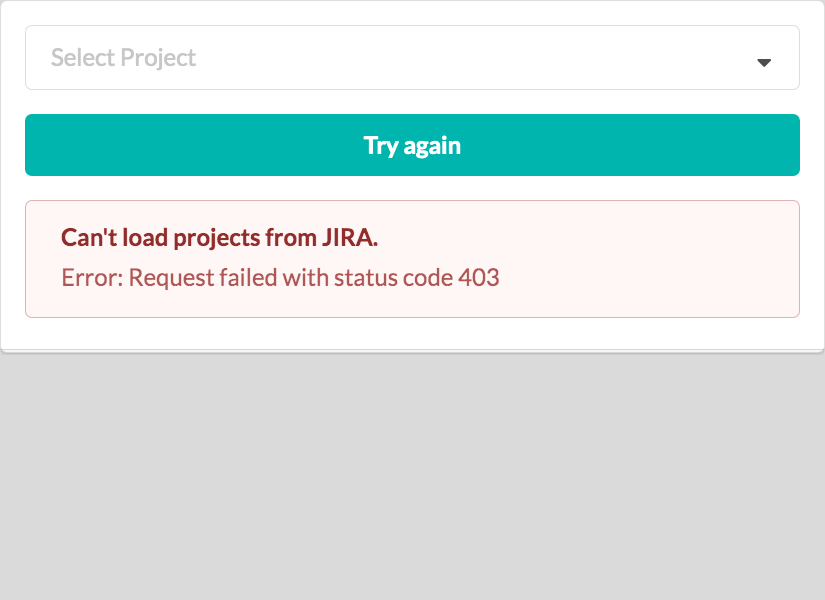 Select Project
Try again
Can't load projects from JIRA.
Error: Request failed with status code 403